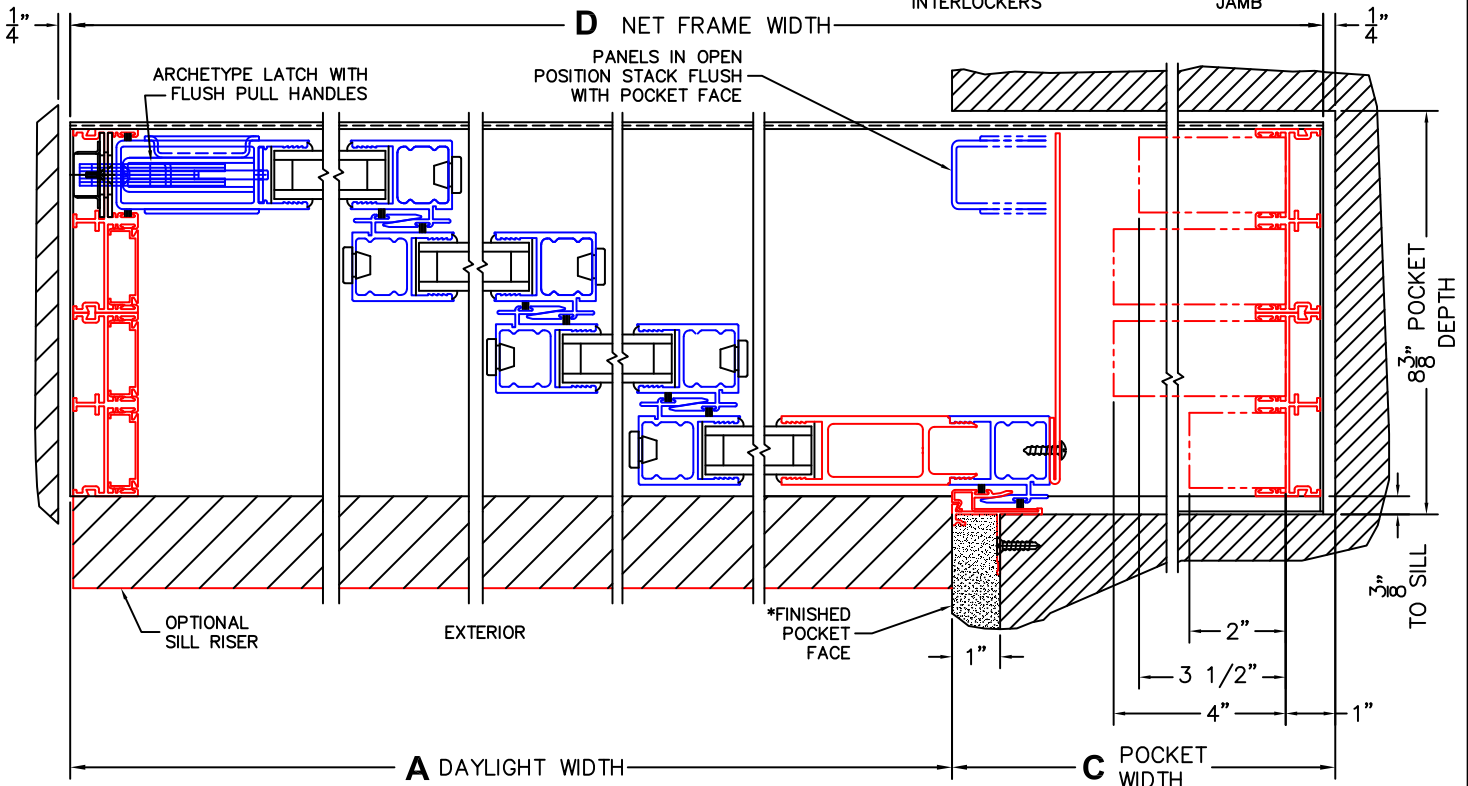 INTERLOCKERS
JAMB
1/4"
D NET FRAME WIDTH
1/4"
PANELS IN OPEN
POSITION STACK FLUSH
WITH POCKET FACE
ARCHETYPE LATCH WITH
FLUSH PULL HANDLES
8 3/8" POCKET
DEPTH
3/8"
TO SILL
OPTIONAL
SILL RISER
EXTERIOR
*FINISHED
POCKET
FACE
1"
2"
3 1/2"
4"
1"
A DAYLIGHT WIDTH
C POCKET
WIDTH